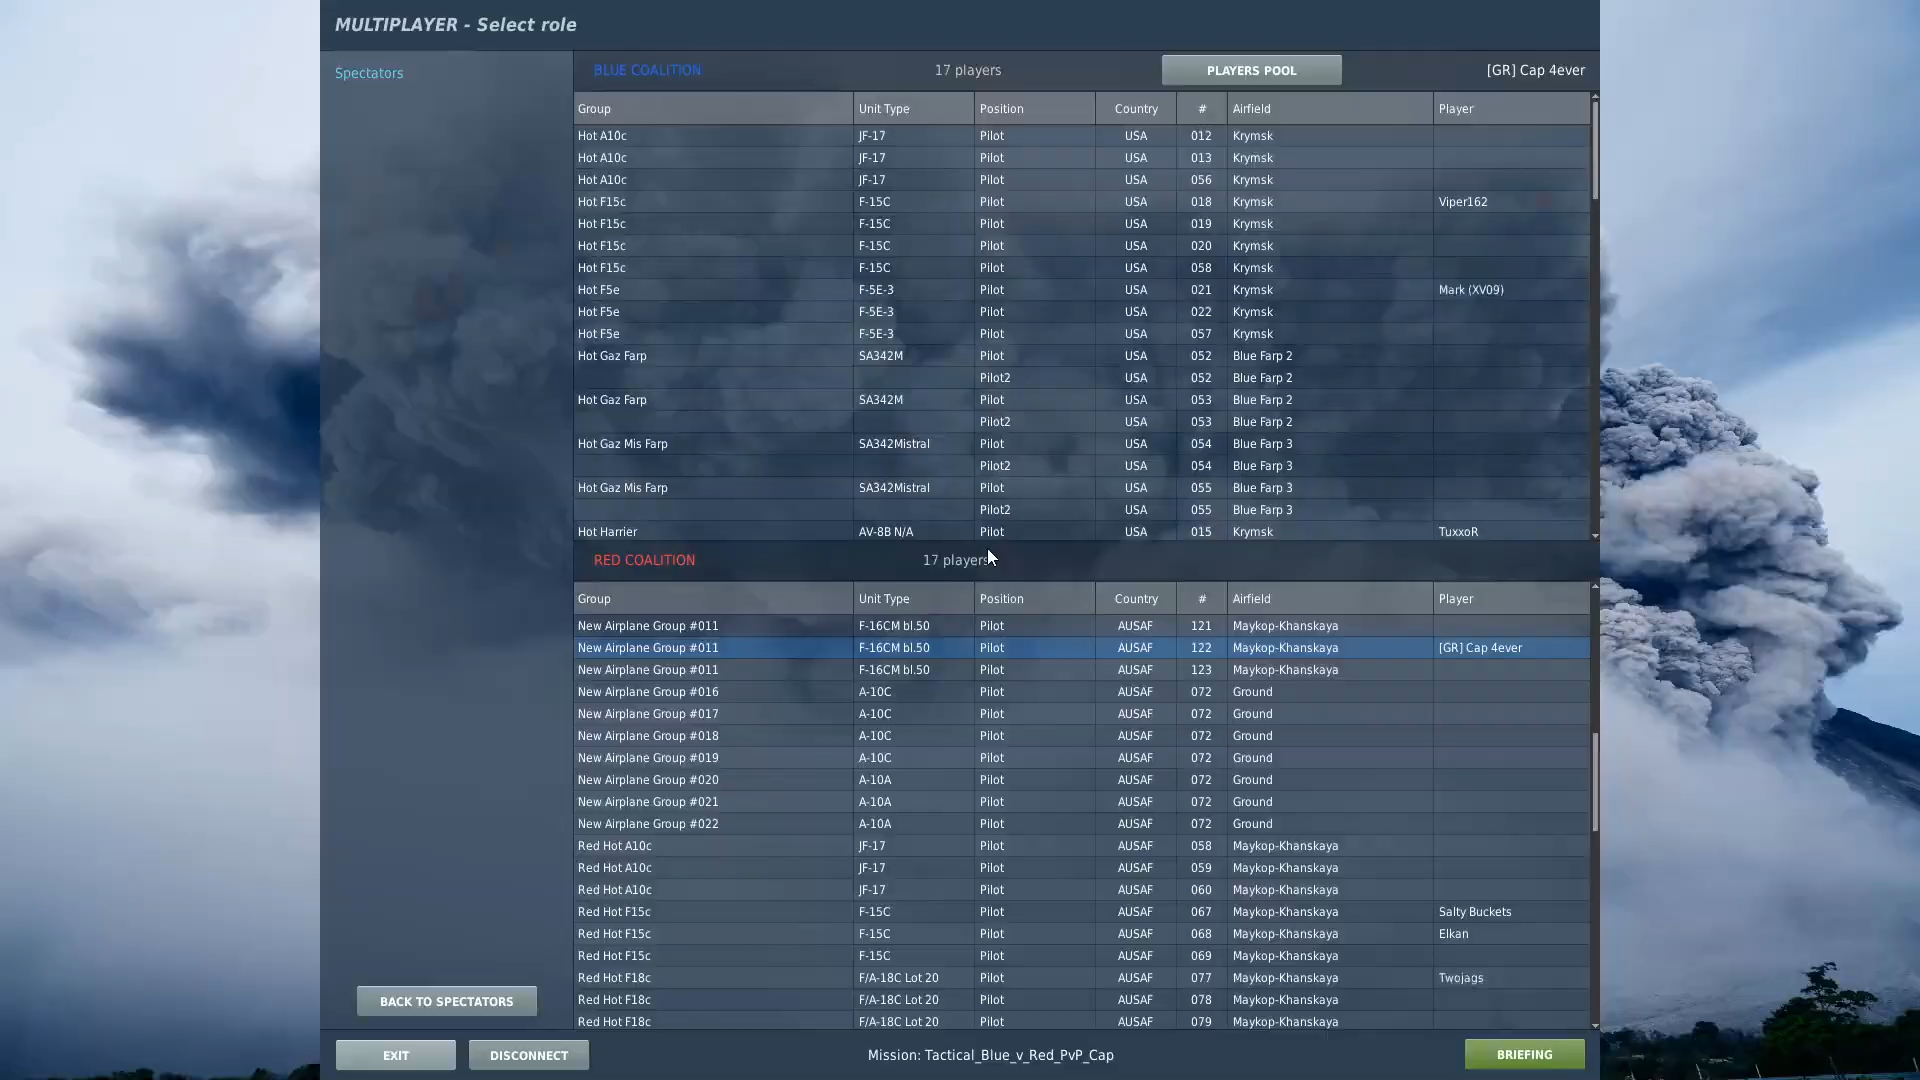 MULTIPLAYER - Select role
Spectators
BLUE COALITION 17 players PLAYERS POOL [GR] Cap 4ever
Group Unit Type Position Country # Airfield Player
Hot A10c JF-17 Pilot USA 012 Krymsk
Hot A10c JF-17 Pilot USA 013 Krymsk
Hot A10c JF-17 Pilot USA 056 Krymsk
Hot F15c F-15C Pilot USA 018 Krymsk Viper162
Hot F15c F-15C Pilot USA 019 Krymsk
Hot F15c F-15C Pilot USA 020 Krymsk
Hot F15c F-15C Pilot USA 058 Krymsk
Hot F5e F-5E-3 Pilot USA 021 Krymsk Mark (XV09)
Hot F5e F-5E-3 Pilot USA 022 Krymsk
Hot F5e F-5E-3 Pilot USA 057 Krymsk
Hot Gaz Farp SA342M Pilot USA 052 Blue Farp 2
Pilot2 USA 052 Blue Farp 2
Hot Gaz Farp SA342M Pilot USA 053 Blue Farp 2
Pilot2 USA 053 Blue Farp 2
Hot Gaz Mis Farp SA342Mistral Pilot USA 054 Blue Farp 3
Pilot2 USA 054 Blue Farp 3
Hot Gaz Mis Farp SA342Mistral Pilot USA 055 Blue Farp 3
Pilot2 USA 055 Blue Farp 3
Hot Harrier AV-8B N/A Pilot USA 015 Krymsk TuxxoR
RED COALITION 17 players
Group Unit Type Position Country # Airfield Player
New Airplane Group #011 F-16CM bl.50 Pilot AUSAF 121 Maykop-Khanskaya
New Airplane Group #011 F-16CM bl.50 Pilot AUSAF 122 Maykop-Khanskaya [GR] Cap 4ever
New Airplane Group #011 F-16CM bl.50 Pilot AUSAF 123 Maykop-Khanskaya
New Airplane Group #016 A-10C Pilot AUSAF 072 Ground
New Airplane Group #017 A-10C Pilot AUSAF 072 Ground
New Airplane Group #018 A-10C Pilot AUSAF 072 Ground
New Airplane Group #019 A-10C Pilot AUSAF 072 Ground
New Airplane Group #020 A-10A Pilot AUSAF 072 Ground
New Airplane Group #021 A-10A Pilot AUSAF 072 Ground
New Airplane Group #022 A-10A Pilot AUSAF 072 Ground
Red Hot A10c JF-17 Pilot AUSAF 058 Maykop-Khanskaya
Red Hot A10c JF-17 Pilot AUSAF 059 Maykop-Khanskaya
Red Hot A10c JF-17 Pilot AUSAF 060 Maykop-Khanskaya
Red Hot F15c F-15C Pilot AUSAF 067 Maykop-Khanskaya Salty Buckets
Red Hot F15c F-15C Pilot AUSAF 068 Maykop-Khanskaya Elkan
Red Hot F15c F-15C Pilot AUSAF 069 Maykop-Khanskaya
Red Hot F18c F/A-18C Lot 20 Pilot AUSAF 077 Maykop-Khanskaya Twojags
Red Hot F18c F/A-18C Lot 20 Pilot AUSAF 078 Maykop-Khanskaya
Red Hot F18c F/A-18C Lot 20 Pilot AUSAF 079 Maykop-Khanskaya
BACK TO SPECTATORS
EXIT DISCONNECT Mission: Tactical_Blue_v_Red_PvP_Cap BRIEFING